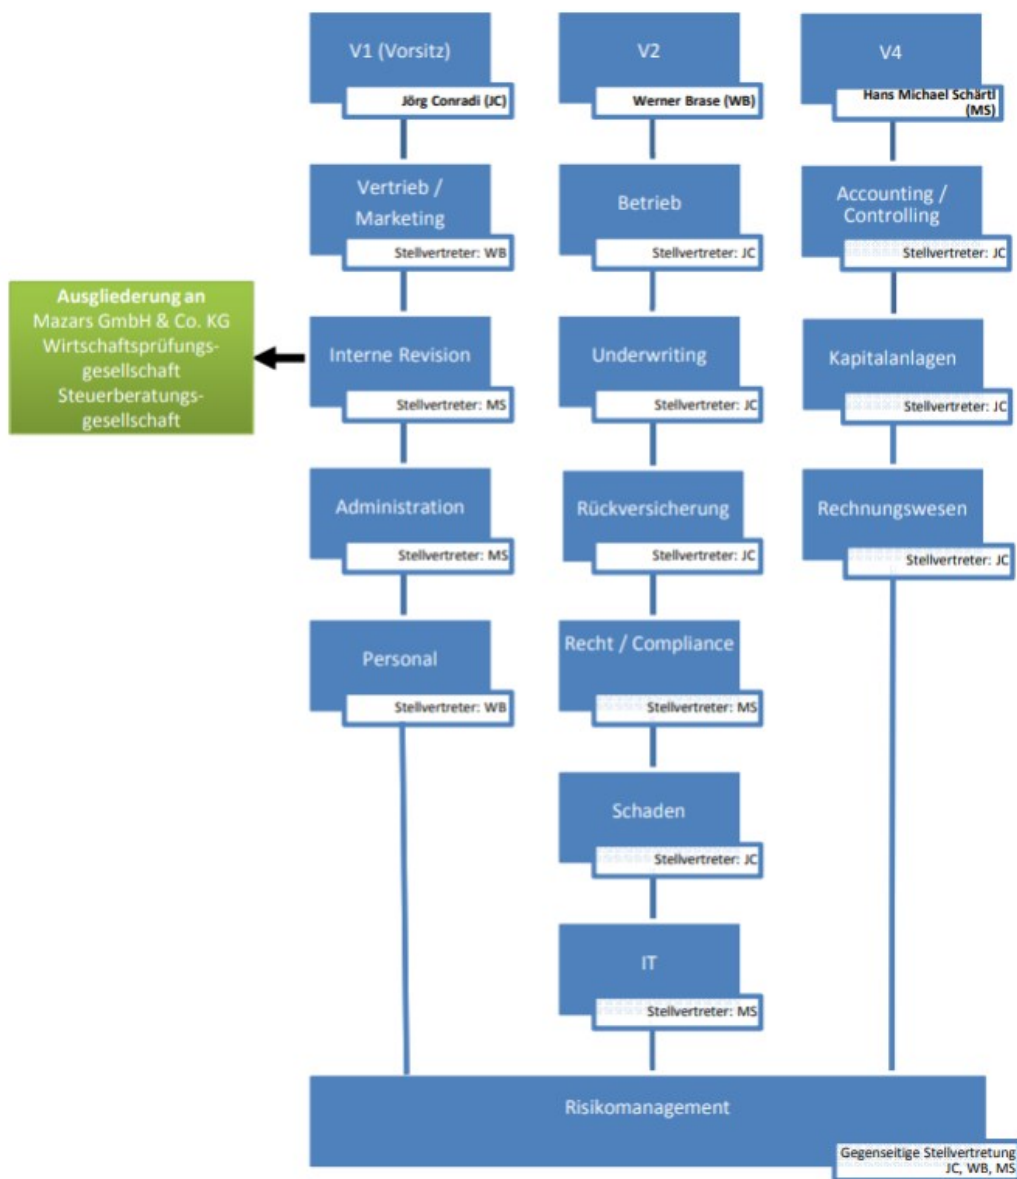 V1 (Vorsitz)
Jörg Conradi (JC)
Vertrieb /
Marketing
Stellvertreter: WB
Interne Revision
Stellvertreter: MS
Ausgliederung an
Mazars GmbH & Co. KG
Wirtschaftsprüfungs-
gesellschaft
Steuerberatungs-
gesellschaft
Administration
Stellvertreter: MS
Personal
Stellvertreter: WB
V2
Werner Brase (WB)
Betrieb
Stellvertreter: JC
Underwriting
Stellvertreter: JC
Rückversicherung
Stellvertreter: JC
Recht / Compliance
Stellvertreter: MS
Schaden
Stellvertreter: JC
IT
Stellvertreter: MS
V4
Hans Michael Schärtl
(MS)
Accounting /
Controlling
Stellvertreter: JC
Kapitalanlagen
Stellvertreter: JC
Rechnungswesen
Stellvertreter: JC
Risikomanagement
Gegenseitige Stellvertretung
JC, WB, MS